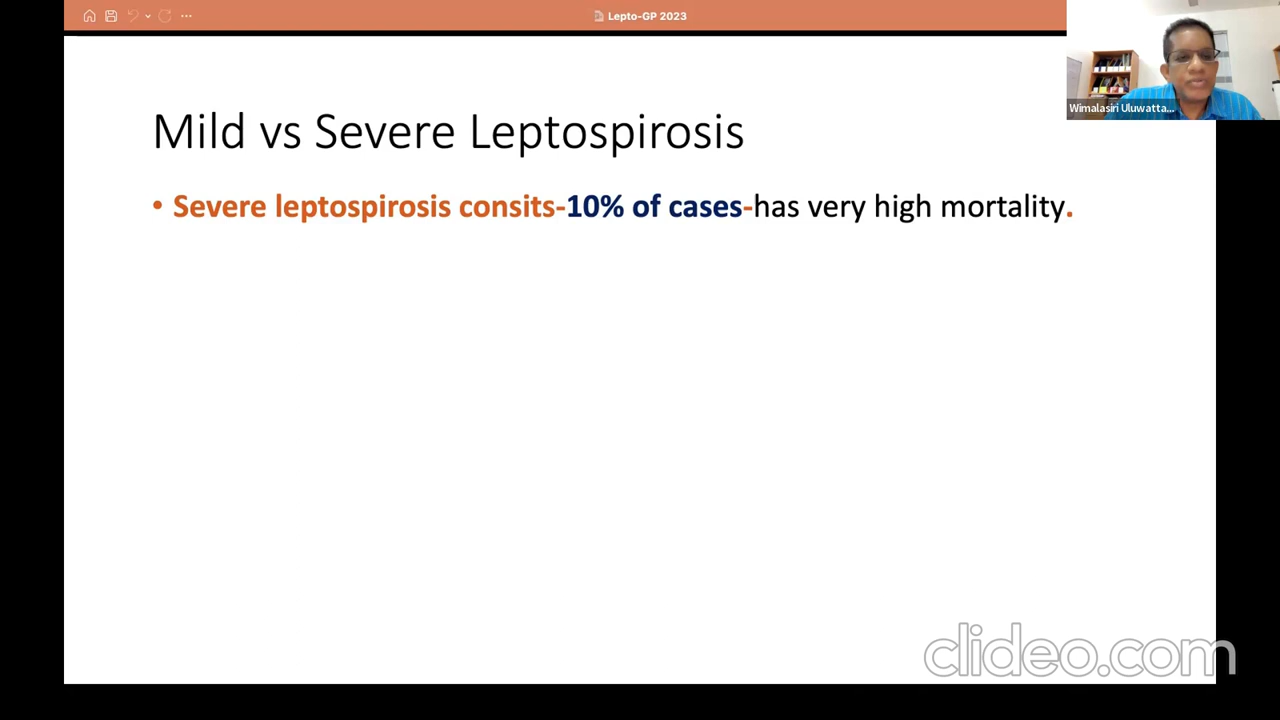 Lepto-GP 2023
Wimalasiri Uluwatta...
Mild vs Severe Leptospirosis
• Severe leptospirosis consits-10% of cases-has very high mortality.
clideo.com